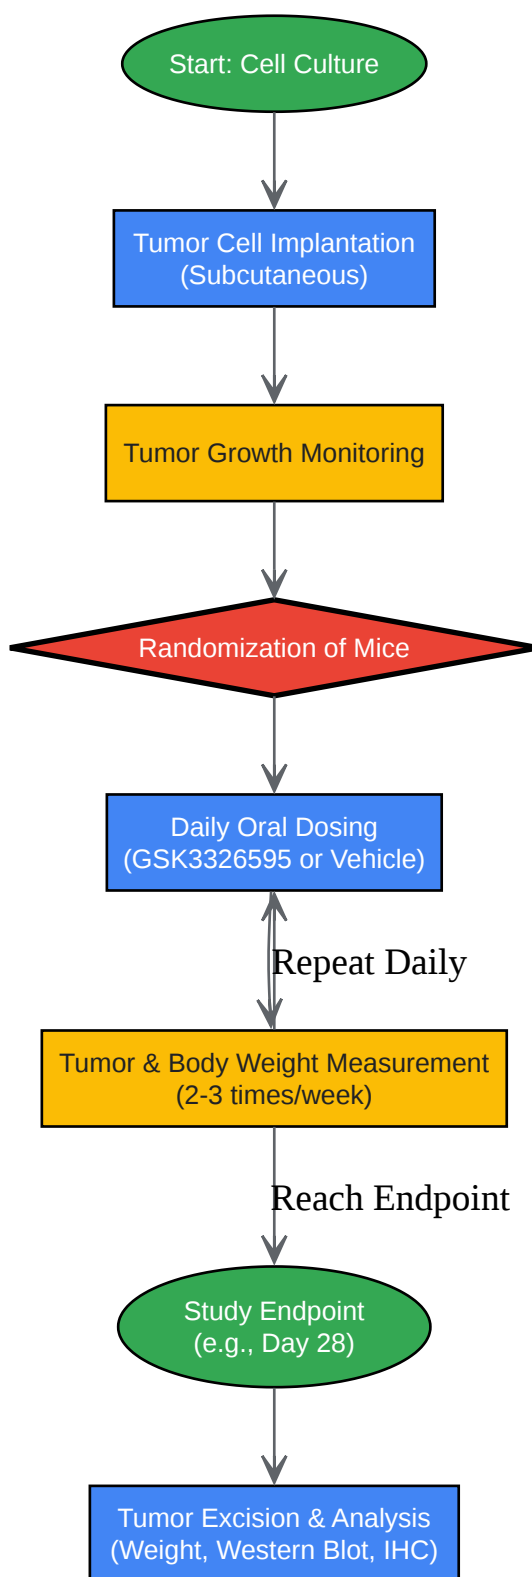 Start: Cell Culture
Tumor Cell Implantation
(Subcutaneous)
Tumor Growth Monitoring
Randomization of Mice
Daily Oral Dosing
(GSK3326595 or Vehicle)
Repeat Daily
Tumor & Body Weight Measurement
(2-3 times/week)
Reach Endpoint
Study Endpoint
(e.g., Day 28)
Tumor Excision & Analysis
(Weight, Western Blot, IHC)